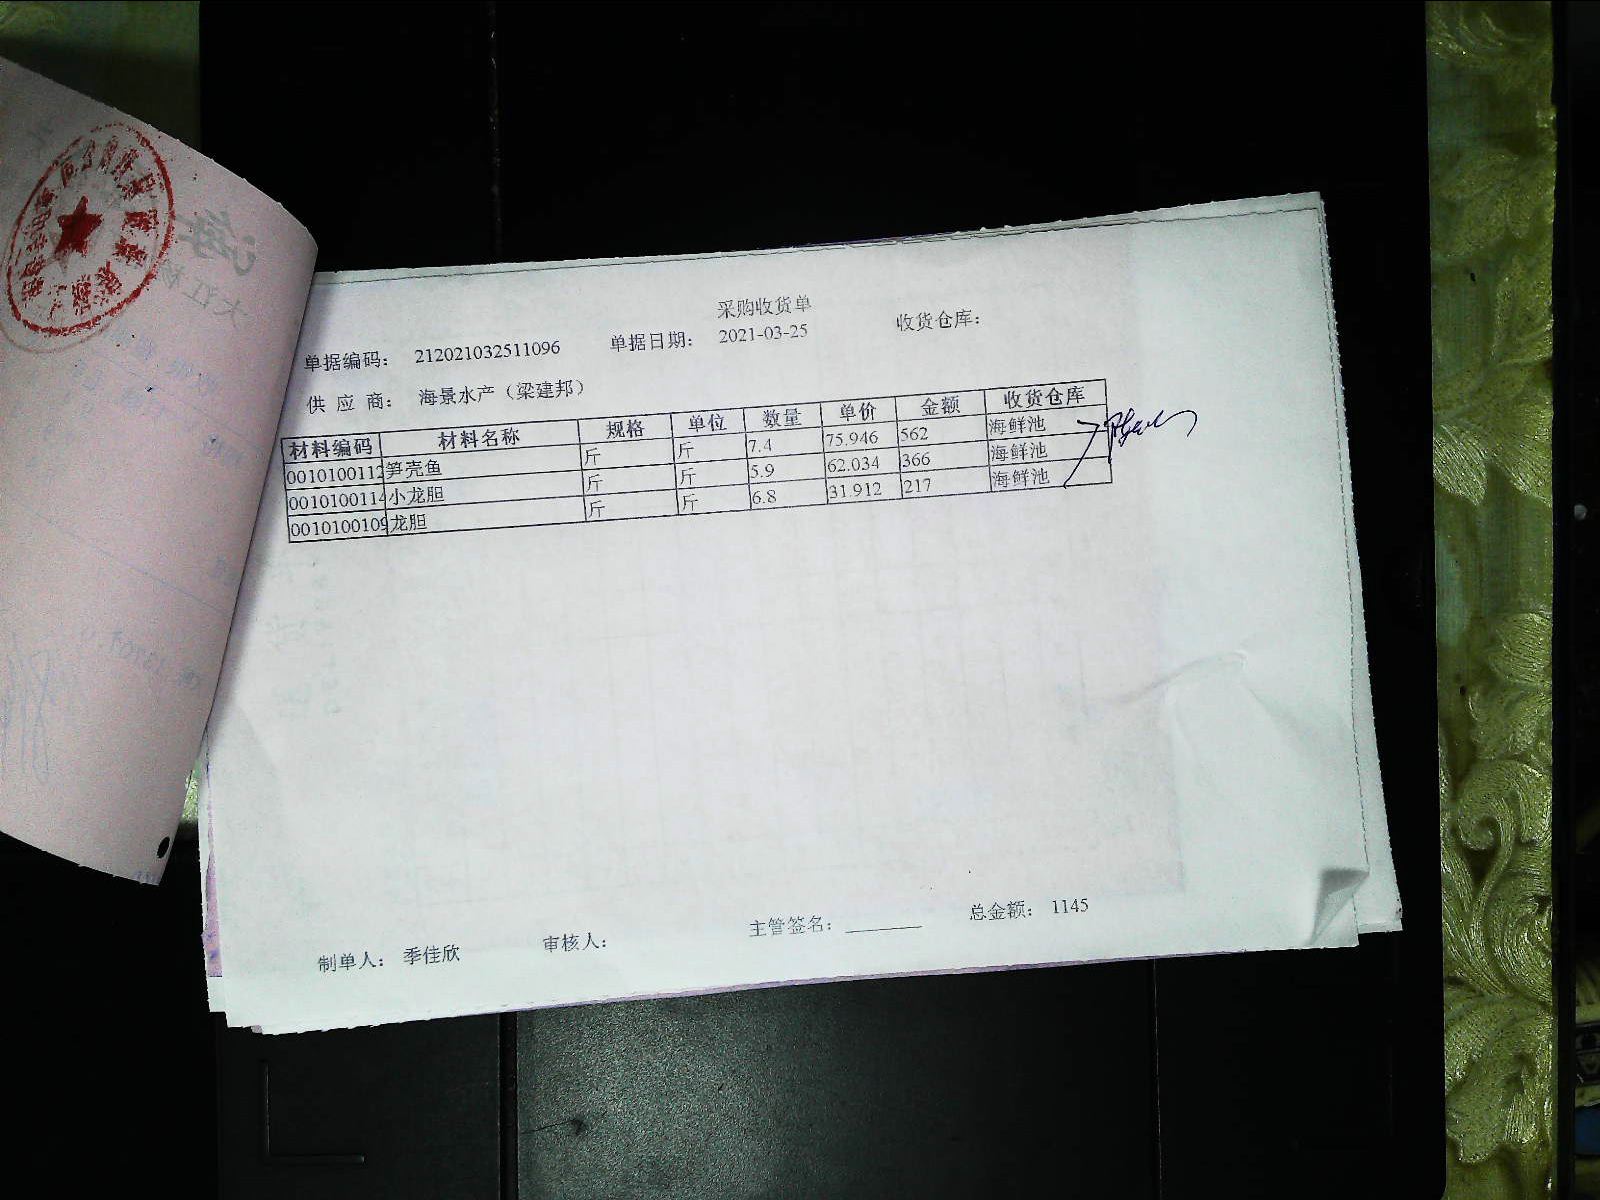 采购收货单
单据编码： 212021032511096 单据日期： 2021-03-25 收货仓库：
供 应 商： 海景水产（梁建邦）
材料编码 材料名称 规格 单位 数量 单价 金额 收货仓库
0010100112 笋壳鱼 斤 斤 7.4 75.946 562 海鲜池
0010100114 小龙胆 斤 斤 5.9 62.034 366 海鲜池
0010100109 龙胆 斤 斤 6.8 31.912 217 海鲜池
制单人： 季佳欣 审核人： 主管签名： 总金额： 1145